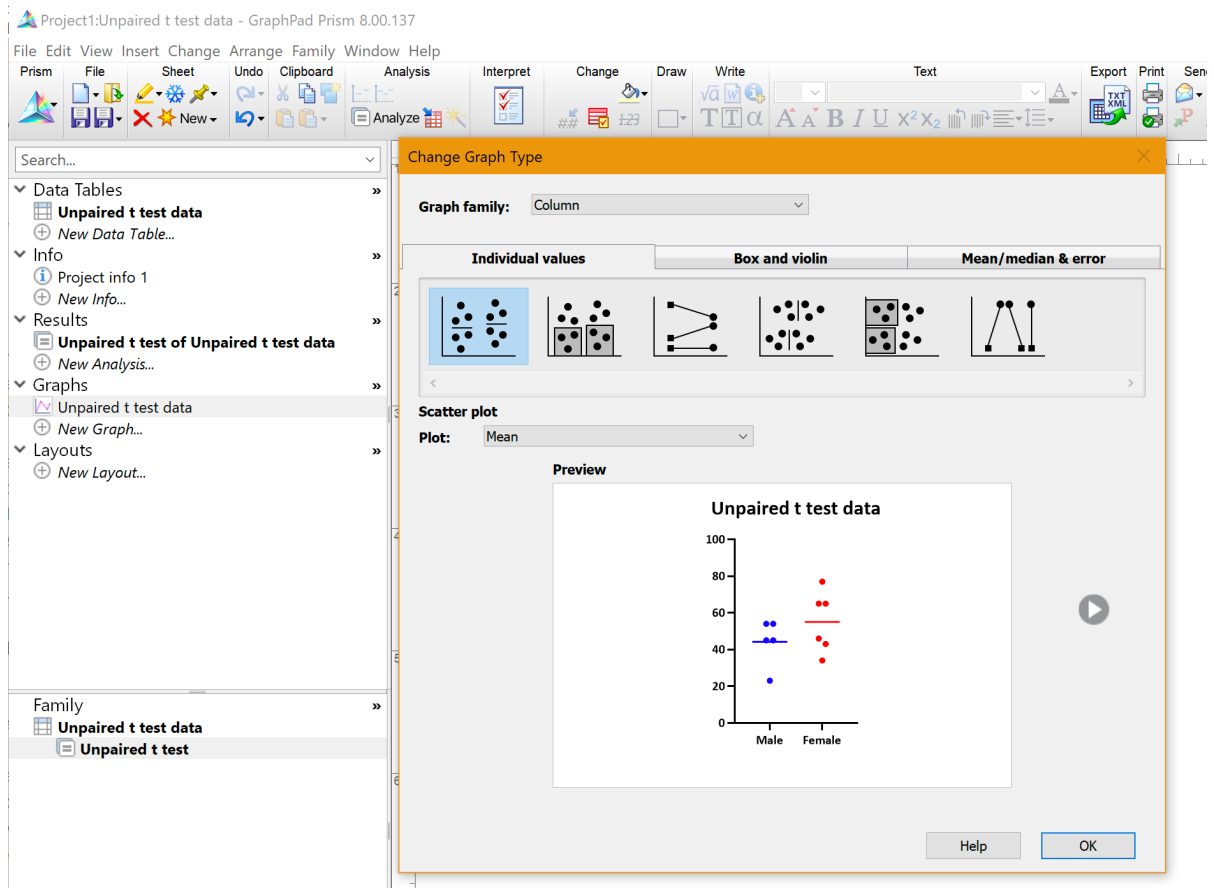 Project1:Unpaired t test data - GraphPad Prism 8.00.137
File Edit View Insert Change Arrange Family Window Help
Prism File Sheet Undo Clipboard Analysis Interpret Change Draw Write Text Export Print Sen
New
Analyze
Search...
Data Tables
Unpaired t test data
New Data Table...
Info
Project info 1
New Info...
Results
Unpaired t test of Unpaired t test data
New Analysis...
Graphs
Unpaired t test data
New Graph...
Layouts
New Layout...
Family
Unpaired t test data
Unpaired t test
Change Graph Type
Graph family: Column
Individual values Box and violin Mean/median & error
Scatter plot
Plot: Mean
Preview
Unpaired t test data
100
80
60
40
20
0
Male Female
Help OK